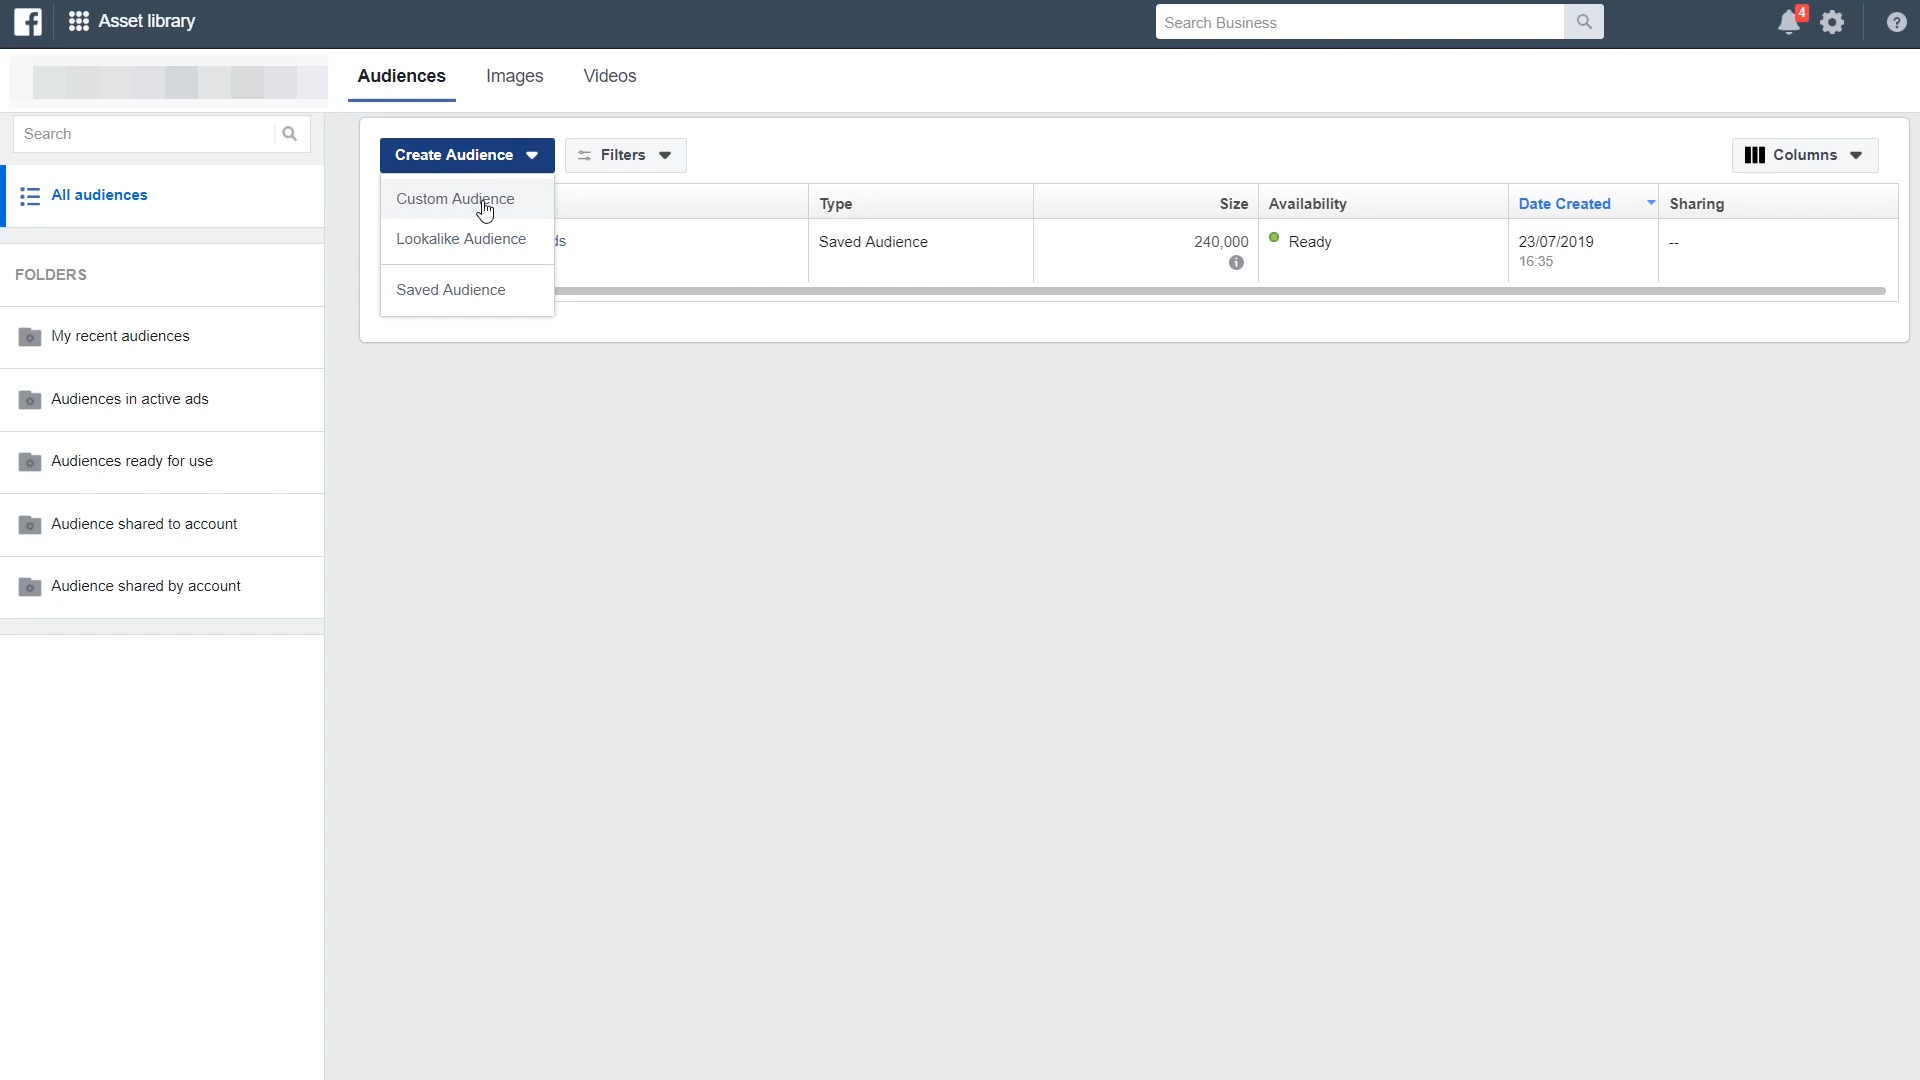 Asset library
Search Business
4
?
Audiences
Images
Videos
Search
Create Audience
Filters
Columns
All audiences
Custom Audience
Lookalike Audience
Saved Audience
Type
Size
Availability
Date Created
Sharing
ds
Saved Audience
240,000
Ready
23/07/2019
16:35
--
FOLDERS
My recent audiences
Audiences in active ads
Audiences ready for use
Audience shared to account
Audience shared by account